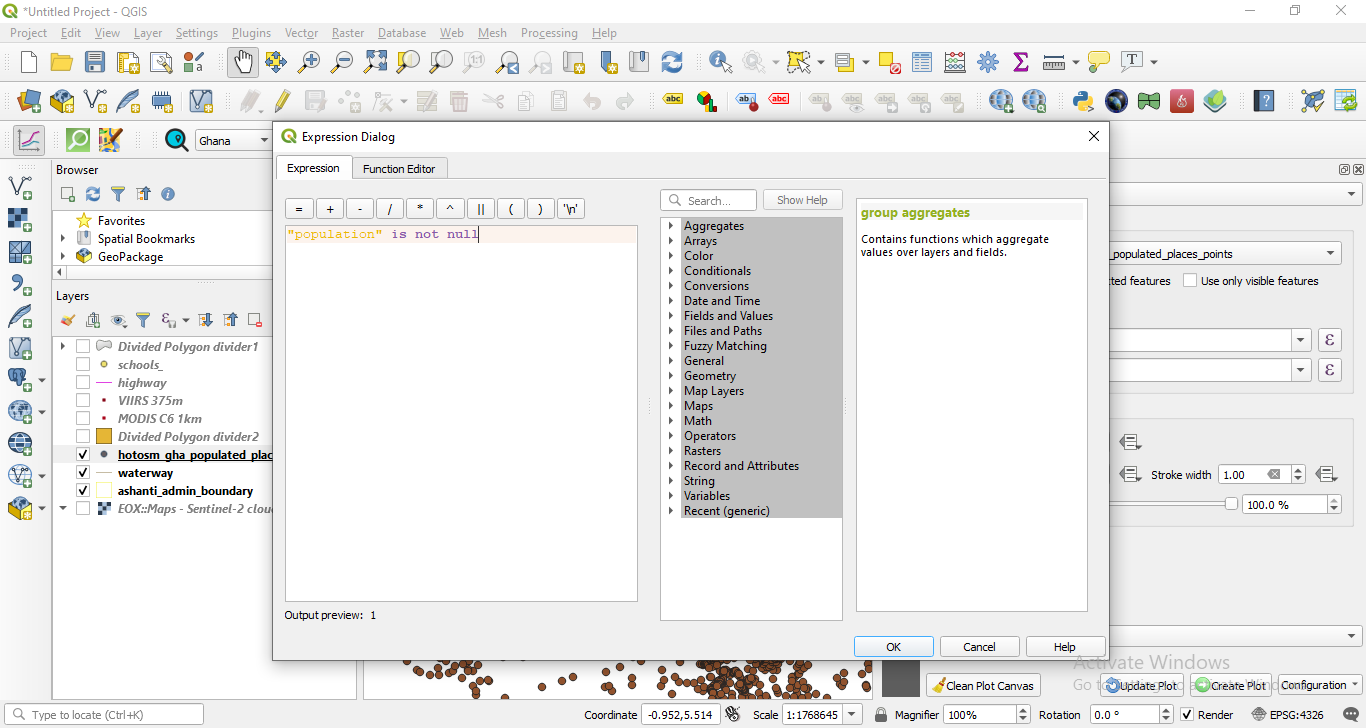 *Untitled Project - QGIS
Project Edit View Layer Settings Plugins Vector Raster Database Web Mesh Processing Help
Ghana
Expression Dialog
Expression Function Editor
= + - / * ^ || ( ) '\n'
"population" is not null
Output preview: 1
Search... Show Help
Aggregates
Arrays
Color
Conditionals
Conversions
Date and Time
Fields and Values
Files and Paths
Fuzzy Matching
General
Geometry
Map Layers
Maps
Math
Operators
Rasters
Record and Attributes
String
Variables
Recent (generic)
group aggregates
Contains functions which aggregate
values over layers and fields.
OK Cancel Help
Browser
Favorites
Spatial Bookmarks
GeoPackage
Layers
Divided Polygon divider1
schools_
highway
VIIRS 375m
MODIS C6 1km
Divided Polygon divider2
hotosm_gha_populated_plac
waterway
ashanti_admin_boundary
EOX::Maps - Sentinel-2 clou
_populated_places_points
ted features Use only visible features
ε
ε
Stroke width 1.00
100.0 %
Activate Windows
Clean Plot Canvas Update Plot Create Plot Configuration
Type to locate (Ctrl+K) Coordinate -0.952,5.514 Scale 1:1768645 Magnifier 100% Rotation 0.0 ° Render EPSG:4326